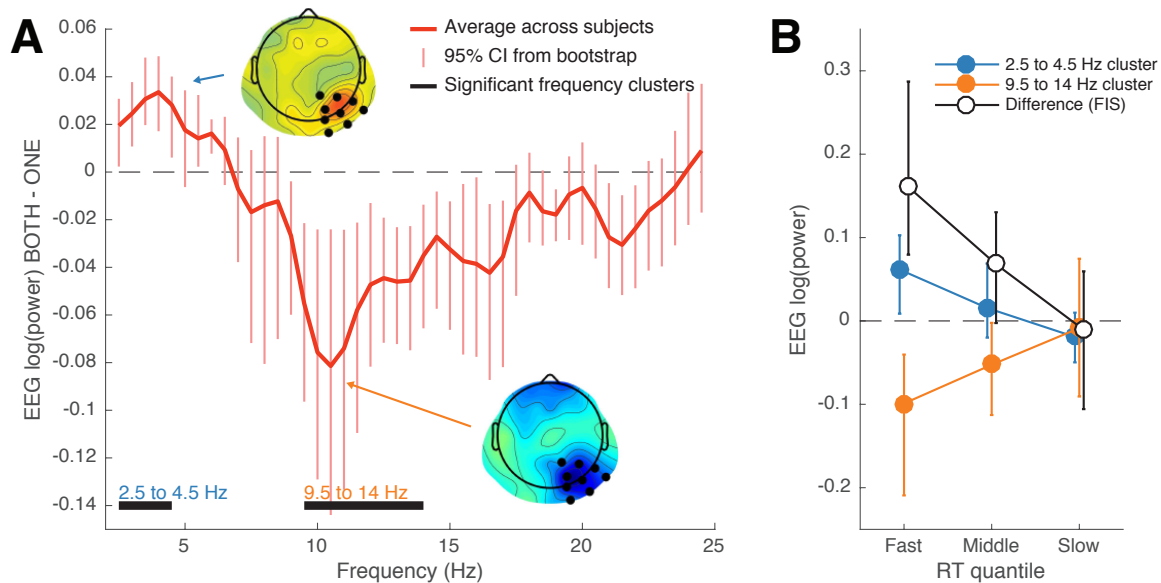 A
EEG log(power) BOTH - ONE
0.06
0.04
0.02
0
-0.02
-0.04
-0.06
-0.08
-0.1
-0.12
-0.14
Average across subjects
95% CI from bootstrap
Significant frequency clusters
2.5 to 4.5 Hz
9.5 to 14 Hz
5
10
15
20
25
Frequency (Hz)
B
EEG log(power)
0.3
0.2
0.1
0
-0.1
-0.2
2.5 to 4.5 Hz cluster
9.5 to 14 Hz cluster
Difference (FIS)
Fast
Middle
Slow
RT quantile